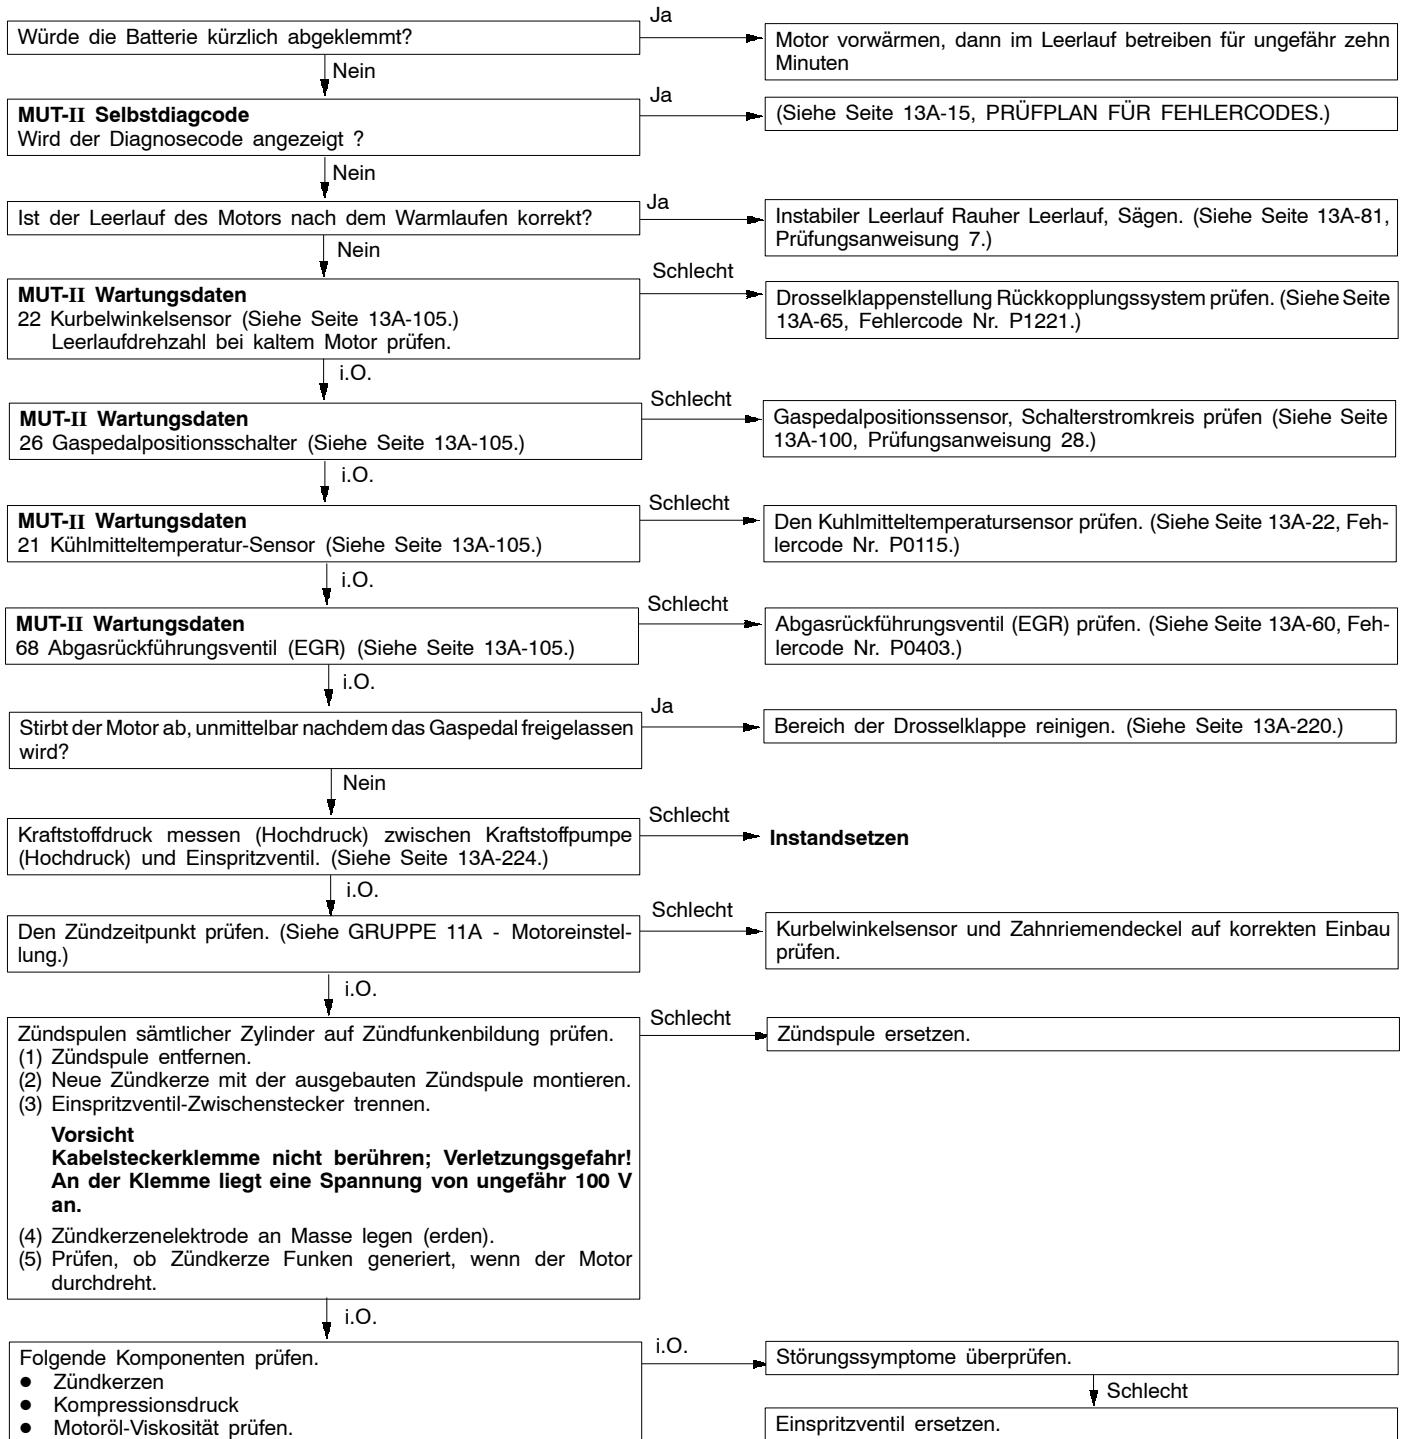 Würde die Batterie kürzlich abgeklemmt?
Ja
Motor vorwärmen, dann im Leerlauf betreiben für ungefähr zehn
Minuten
Nein
MUT-II Selbstdiagcode
Wird der Diagnosecode angezeigt ?
Ja
(Siehe Seite 13A-15, PRÜFPLAN FÜR FEHLERCODES.)
Nein
Ist der Leerlauf des Motors nach dem Warmlaufen korrekt?
Ja
Instabiler Leerlauf Rauher Leerlauf, Sägen. (Siehe Seite 13A-81,
Prüfungsanweisung 7.)
Nein
MUT-II Wartungsdaten
22 Kurbelwinkelsensor (Siehe Seite 13A-105.)
Leerlaufdrehzahl bei kaltem Motor prüfen.
Schlecht
Drosselklappenstellung Rückkopplungssystem prüfen. (Siehe Seite
13A-65, Fehlercode Nr. P1221.)
i.O.
MUT-II Wartungsdaten
26 Gaspedalpositionsschalter (Siehe Seite 13A-105.)
Schlecht
Gaspedalpositionssensor, Schalterstromkreis prüfen (Siehe Seite
13A-100, Prüfungsanweisung 28.)
i.O.
MUT-II Wartungsdaten
21 Kühlmitteltemperatur-Sensor (Siehe Seite 13A-105.)
Schlecht
Den Kuhlmitteltemperatursensor prüfen. (Siehe Seite 13A-22, Feh-
lercode Nr. P0115.)
i.O.
MUT-II Wartungsdaten
68 Abgasrückführungsventil (EGR) (Siehe Seite 13A-105.)
Schlecht
Abgasrückführungsventil (EGR) prüfen. (Siehe Seite 13A-60, Feh-
lercode Nr. P0403.)
i.O.
Stirbt der Motor ab, unmittelbar nachdem das Gaspedal freigelassen
wird?
Ja
Bereich der Drosselklappe reinigen. (Siehe Seite 13A-220.)
Nein
Kraftstoffdruck messen (Hochdruck) zwischen Kraftstoffpumpe
(Hochdruck) und Einspritzventil. (Siehe Seite 13A-224.)
Schlecht
Instandsetzen
i.O.
Den Zündzeitpunkt prüfen. (Siehe GRUPPE 11A - Motoreinstel-
lung.)
Schlecht
Kurbelwinkelsensor und Zahnriemendeckel auf korrekten Einbau
prüfen.
i.O.
Zündspulen sämtlicher Zylinder auf Zündfunkenbildung prüfen.
(1) Zündspule entfernen.
(2) Neue Zündkerze mit der ausgebauten Zündspule montieren.
(3) Einspritzventil-Zwischenstecker trennen.
Vorsicht
Kabelsteckerklemme nicht berühren; Verletzungsgefahr!
An der Klemme liegt eine Spannung von ungefähr 100 V
an.
(4) Zündkerzenelektrode an Masse legen (erden).
(5) Prüfen, ob Zündkerze Funken generiert, wenn der Motor
durchdreht.
Schlecht
Zündspule ersetzen.
i.O.
Folgende Komponenten prüfen.
● Zündkerzen
● Kompressionsdruck
● Motoröl-Viskosität prüfen.
i.O.
Störungssymptome überprüfen.
Schlecht
Einspritzventil ersetzen.